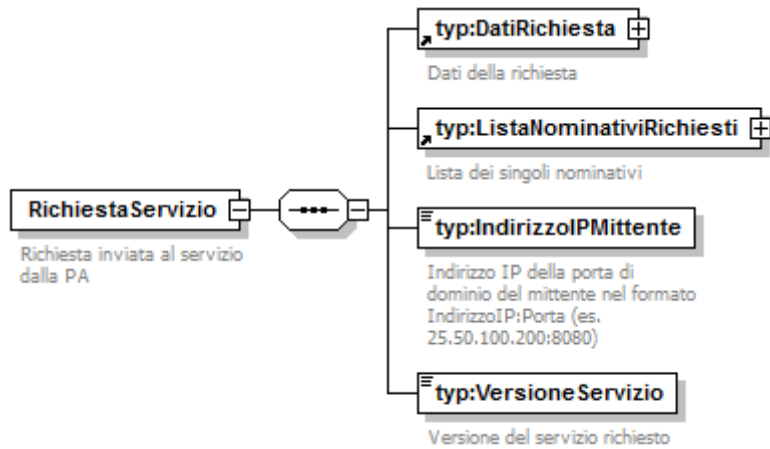 typ:DatiRichiesta
Dati della richiesta
typ:ListaNominativiRichiesti
Lista dei singoli nominativi
RichiestaServizio
Richiesta inviata al servizio
dalla PA
typ:IndirizzoIPMittente
Indirizzo IP della porta di
dominio del mittente nel formato
IndirizzoIP:Porta (es.
25.50.100.200:8080)
typ:VersioneServizio
Versione del servizio richiesto